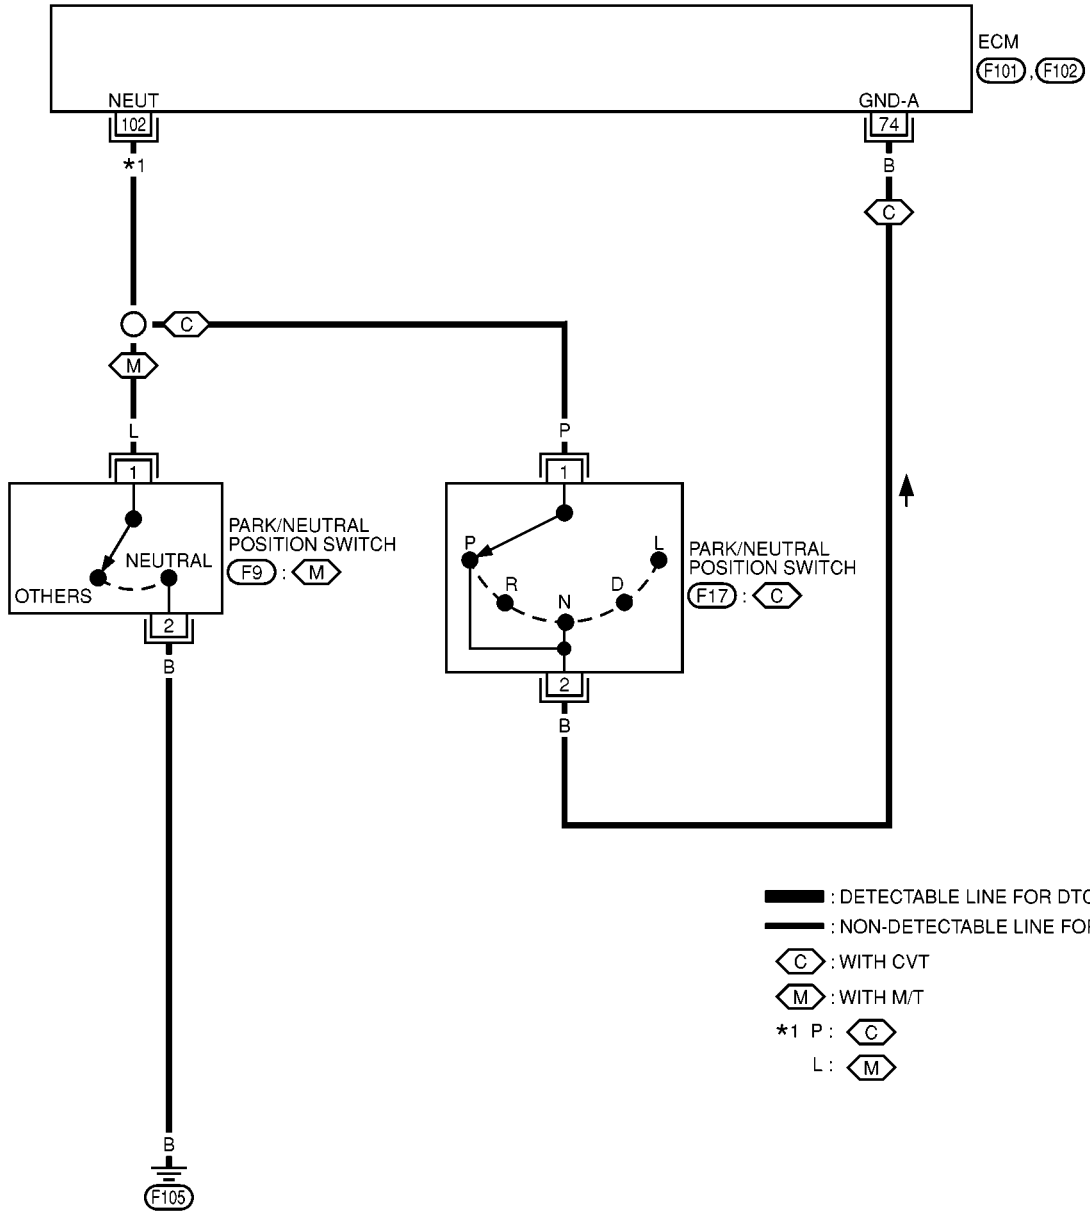 ECM
F101 , F102
NEUT
GND-A
102
74
*1
B
C
C
M
L
P
1
1
PARK/NEUTRAL
POSITION SWITCH
F9 : M
NEUTRAL
OTHERS
2
B
P
R
N
D
L
PARK/NEUTRAL
POSITION SWITCH
F17 : C
2
B
: DETECTABLE LINE FOR DTC
: NON-DETECTABLE LINE FOR
C : WITH CVT
M : WITH M/T
*1 P : C
L : M
B
F105